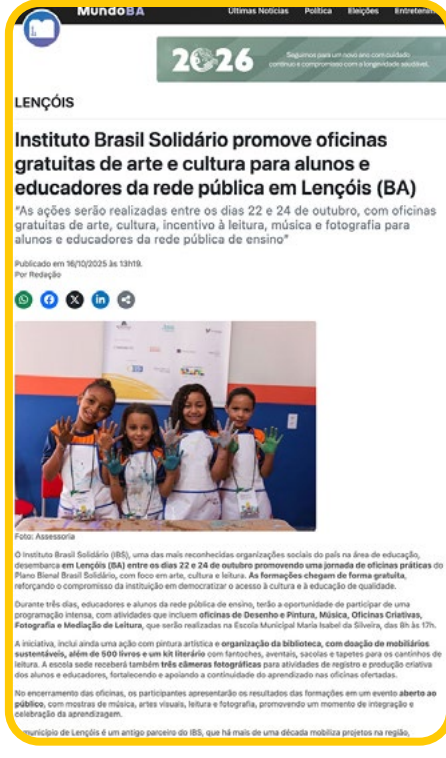 MundoBA
Últimas Notícias Política Eleições Entretenim
2026
Seguimos para um novo ano com cuidado
contínuo e compromisso com a longevidade saudável.
LENÇÓIS
Instituto Brasil Solidário promove oficinas
gratuitas de arte e cultura para alunos e
educadores da rede pública em Lençóis (BA)
"As ações serão realizadas entre os dias 22 e 24 de outubro, com oficinas
gratuitas de arte, cultura, incentivo à leitura, música e fotografia para
alunos e educadores da rede pública de ensino"
Publicado em 16/10/2025 às 13h19.
Por Redação
Foto: Assessoria
O Instituto Brasil Solidário (IBS), uma das mais reconhecidas organizações sociais do país na área de educação,
desembarca em Lençóis (BA) entre os dias 22 e 24 de outubro promovendo uma jornada de oficinas práticas do
Plano Bienal Brasil Solidário, com foco em arte, cultura e leitura. As formações chegam de forma gratuita,
reforçando o compromisso da instituição em democratizar o acesso à cultura e à educação de qualidade.
Durante três dias, educadores e alunos da rede pública de ensino, terão a oportunidade de participar de uma
programação intensa, com atividades que incluem oficinas de Desenho e Pintura, Música, Oficinas Criativas,
Fotografia e Mediação de Leitura, que serão realizadas na Escola Municipal Maria Isabel da Silveira, das 8h às 17h.
A iniciativa, inclui ainda uma ação com pintura artística e organização da biblioteca, com doação de mobiliários
sustentáveis, além de 500 livros e um kit literário com fantoches, aventais, sacolas e tapetes para os cantinhos de
leitura. A escola sede receberá também três câmeras fotográficas para atividades de registro e produção criativa
dos alunos e educadores, fortalecendo e apoiando a continuidade do aprendizado nas oficinas ofertadas.
No encerramento das oficinas, os participantes apresentarão os resultados das formações em um evento aberto ao
público, com mostras de música, artes visuais, leitura e fotografia, promovendo um momento de integração e
celebração da aprendizagem.
município de Lençóis é um antigo parceiro do IBS, que há mais de uma década mobiliza projetos na região,